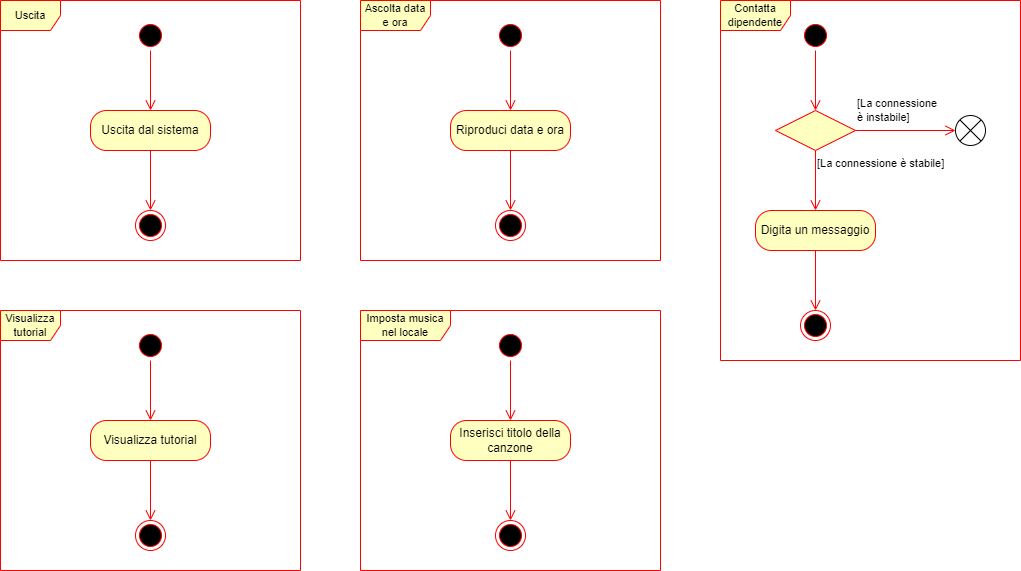 Uscita
Uscita dal sistema
Ascolta data
e ora
Riproduci data e ora
Contatta
dipendente
[La connessione
è instabile]
[La connessione è stabile]
Digita un messaggio
Visualizza
tutorial
Visualizza tutorial
Imposta musica
nel locale
Inserisci titolo della
canzone